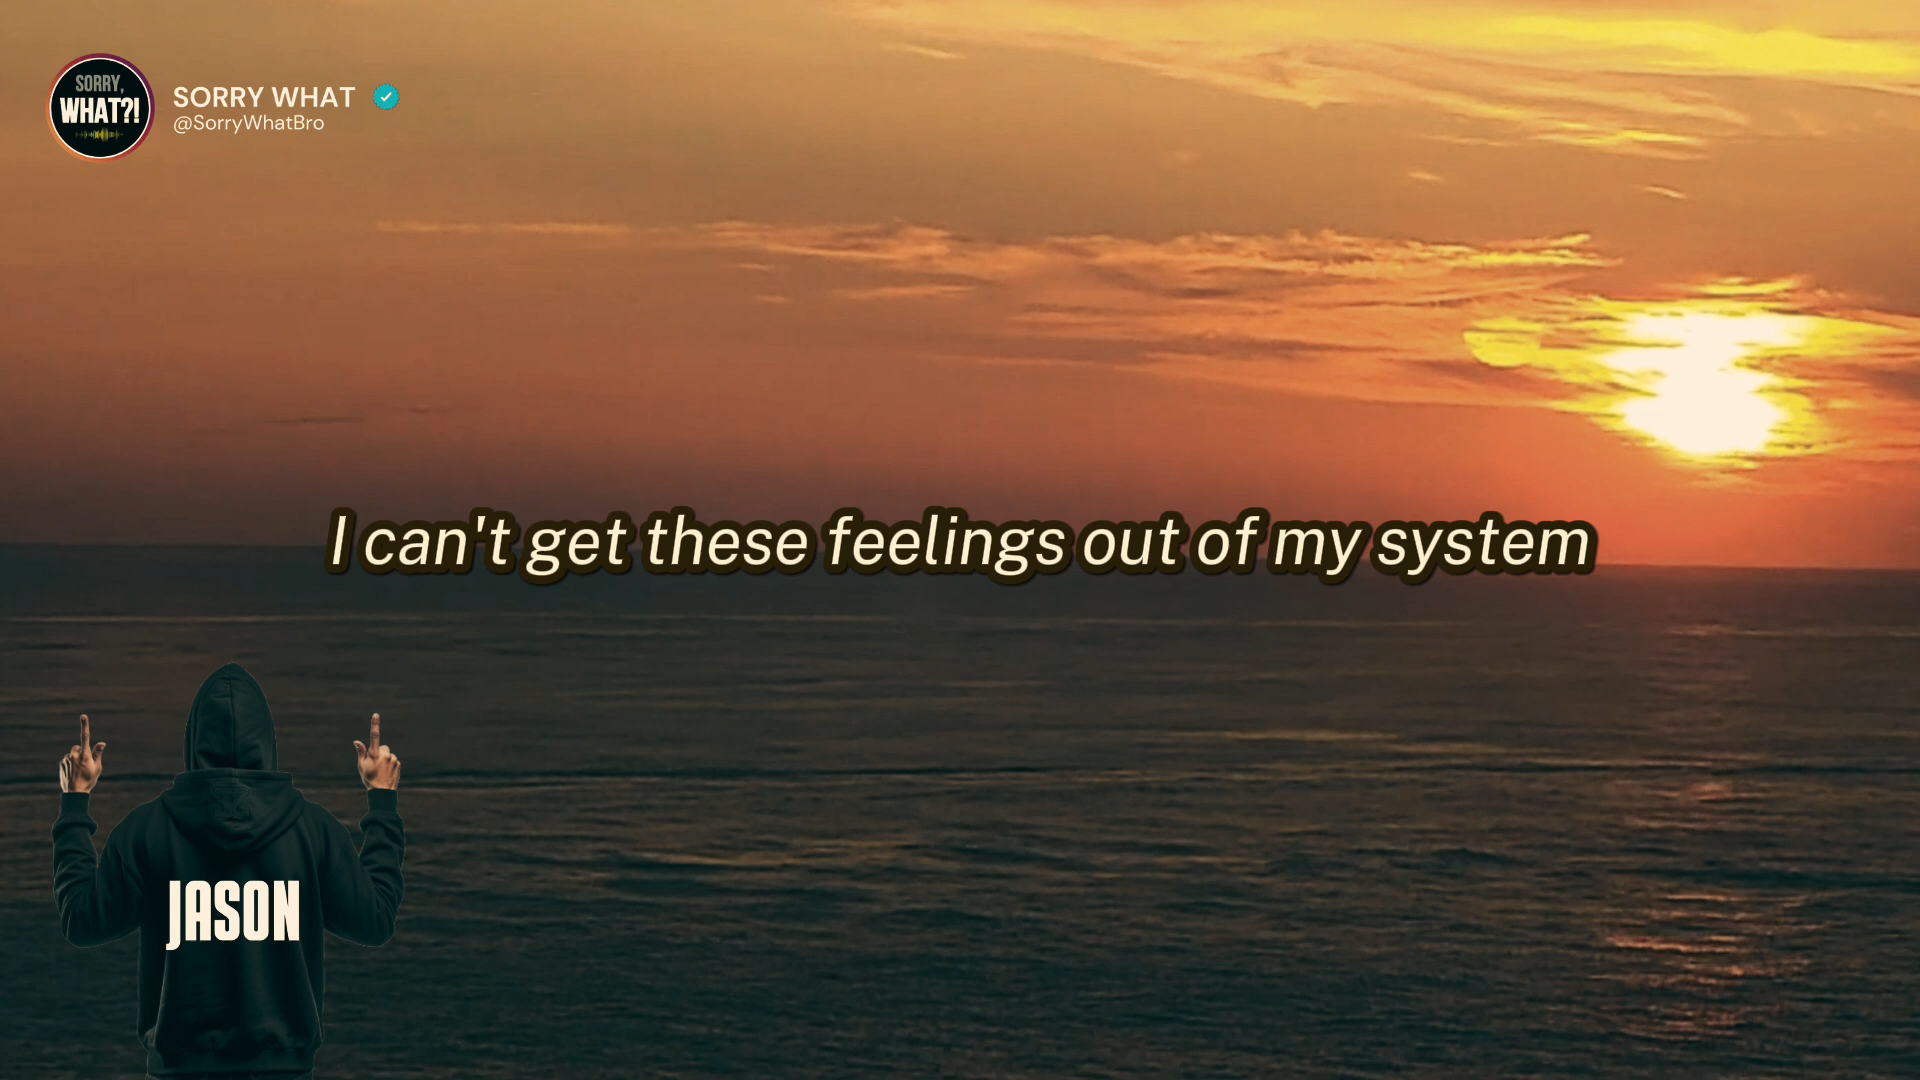 SORRY,
WHAT?!
SORRY WHAT
@SorryWhatBro
I can't get these feelings out of my system
JASON